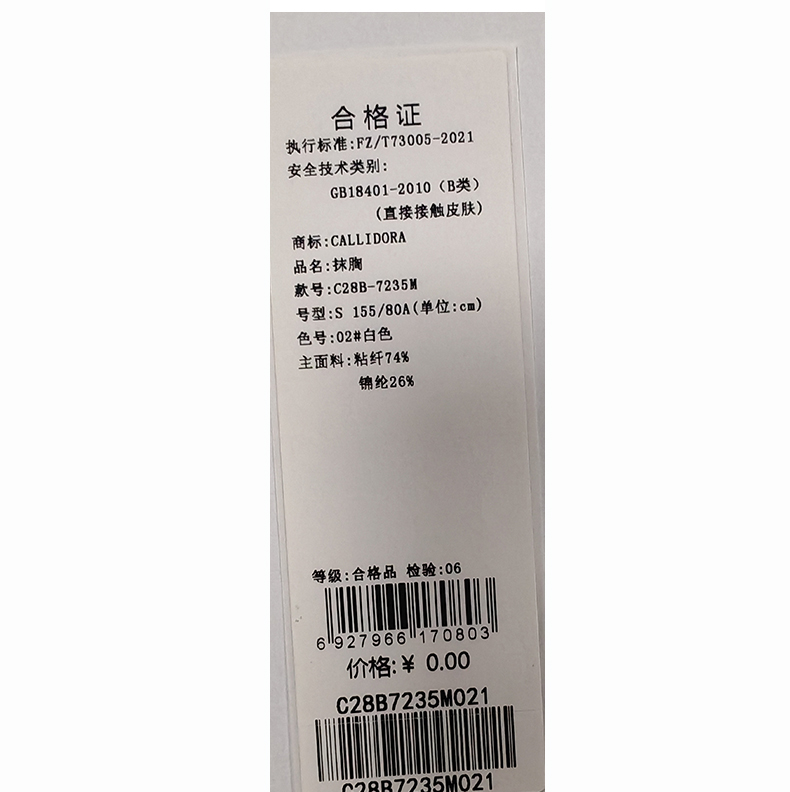 合格证
执行标准:FZ/T73005-2021
安全技术类别:
GB18401-2010（B类）
(直接接触皮肤)
商标:CALLIDORA
品名:抹胸
款号:C28B-7235M
号型:S 155/80A(单位:cm)
色号:02#白色
主面料:粘纤74%
锦纶26%
等级:合格品 检验:06
6 927966 170803
价格:¥ 0.00
C28B7235M021
C28B7235M021